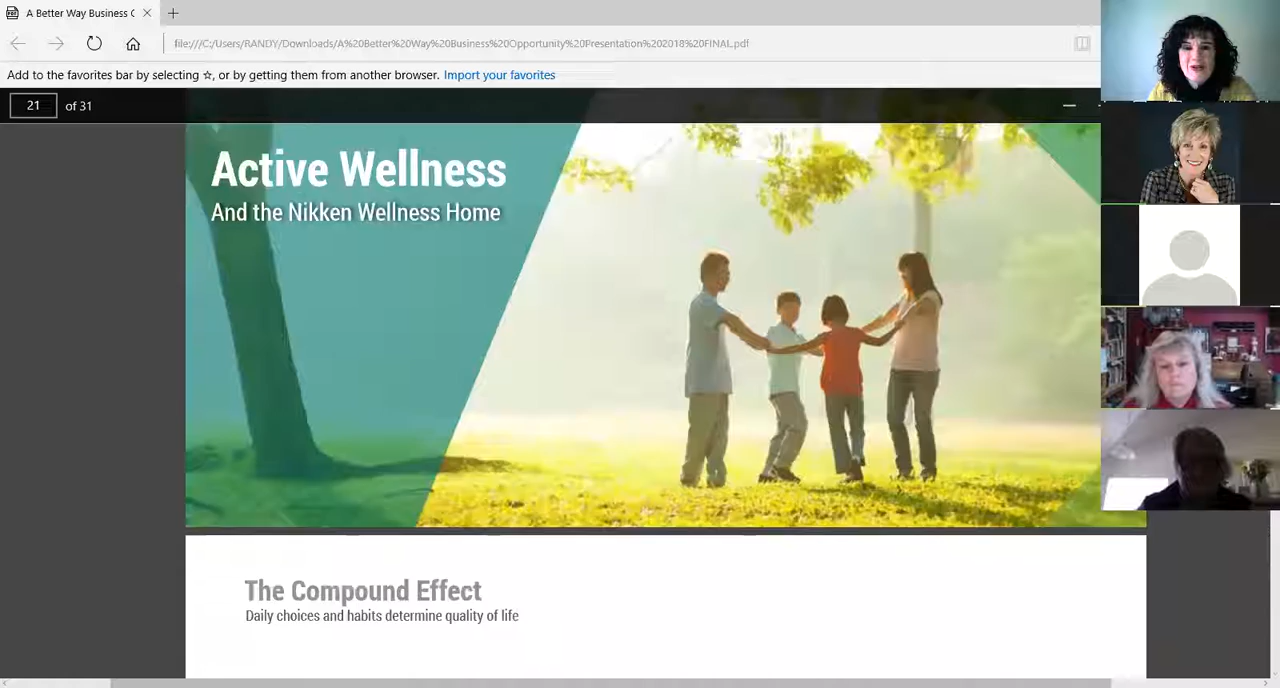 A Better Way Business C
file:///C:/Users/RANDY/Downloads/A%20Better%20Way%20Business%20Opportunity%20Presentation%202018%20FINAL.pdf
Add to the favorites bar by selecting ☆, or by getting them from another browser. Import your favorites
21 of 31
Active Wellness
And the Nikken Wellness Home
The Compound Effect
Daily choices and habits determine quality of life